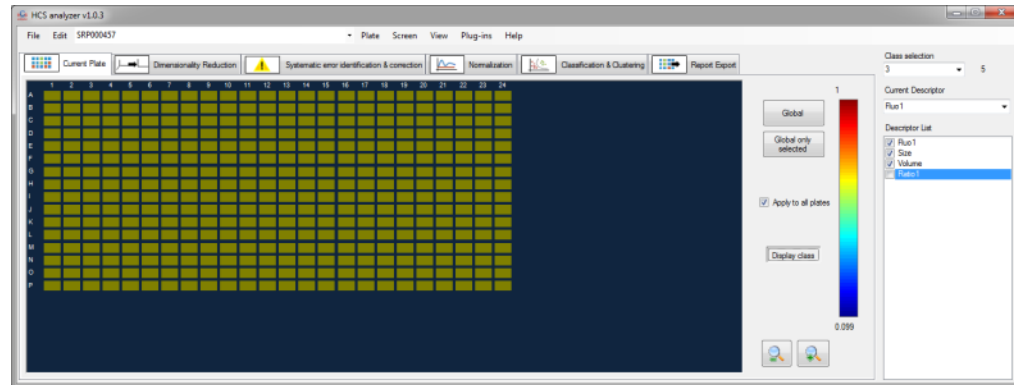 HCS analyzer v1.0.3
File Edit SRP000457 Plate Screen View Plug-ins Help
Current Plate Dimensionality Reduction Systematic error identification & correction Normalization Classification & Clustering Report Export
Class selection
3 5
Current Descriptor
Fluo1
Descriptor List
Fluo1
Size
Volume
Ratio1
1 2 3 4 5 6 7 8 9 10 11 12 13 14 15 16 17 18 19 20 21 22 23 24
A
B
C
D
E
F
G
H
I
J
K
L
M
N
O
P
1
Global
Global only
selected
Apply to all plates
Display class
0.099